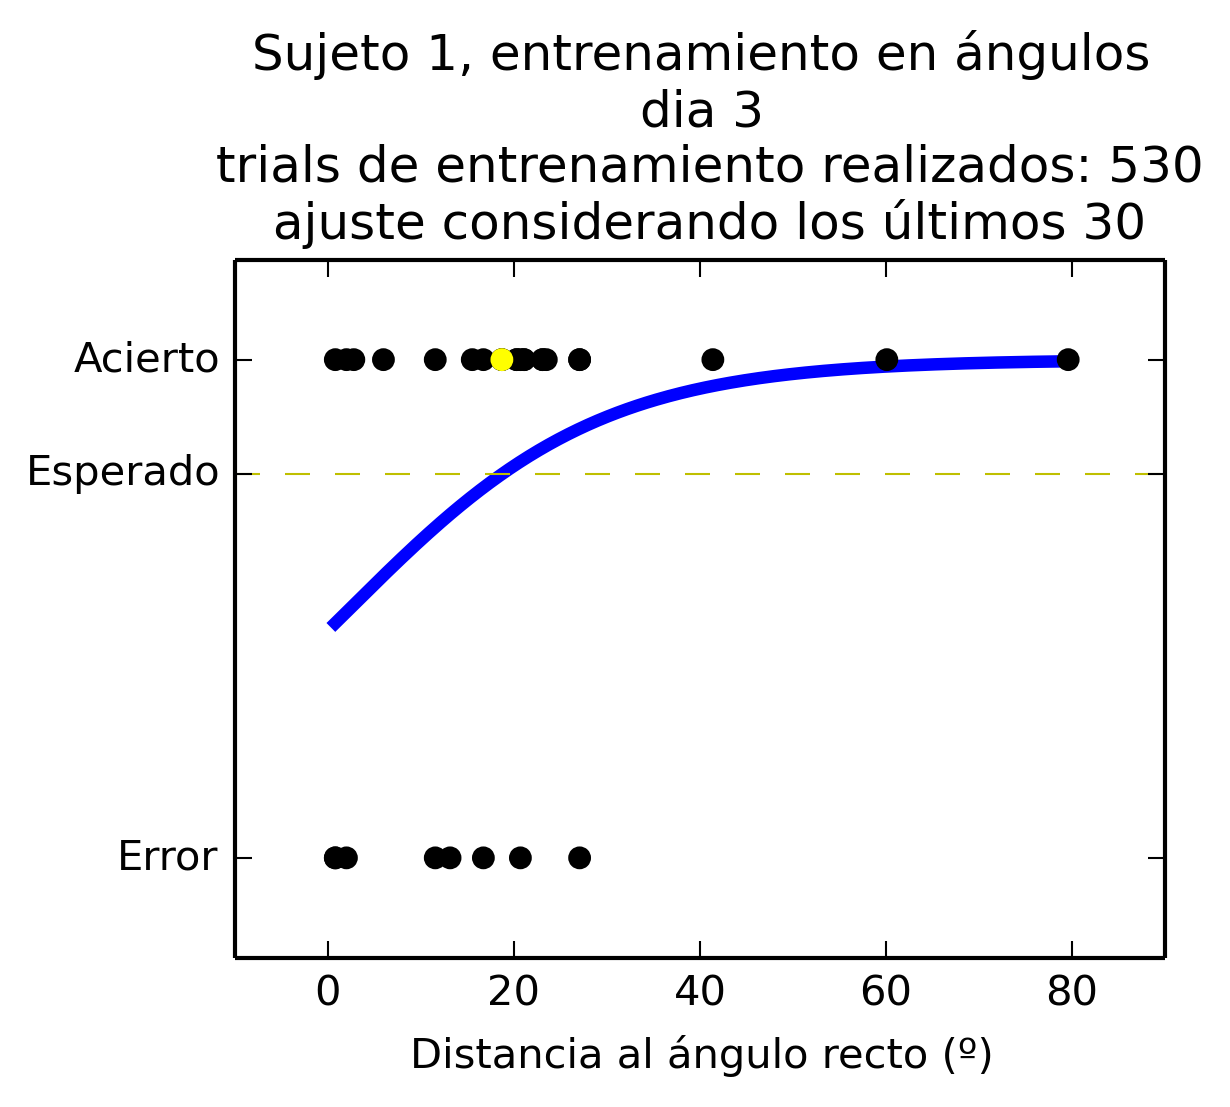 Sujeto 1, entrenamiento en ángulos
dia 3
trials de entrenamiento realizados: 530
ajuste considerando los últimos 30
Acierto
Esperado
Error
0 20 40 60 80
Distancia al ángulo recto (º)